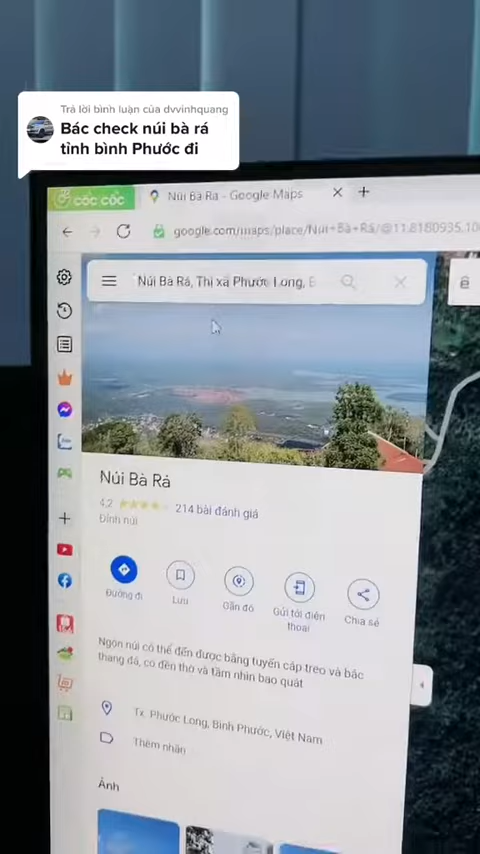 Trả lời bình luận của dvvinhquang
Bác check núi bà rá
tỉnh bình Phước đi
cốc cốc
Núi Bà Rá - Google Maps
google.com/maps/place/Núi+Bà+Rá/@11.8180935,10
Núi Bà Rá, Thị xã Phước Long, B
Núi Bà Rá
4,2
214 bài đánh giá
Đỉnh núi
Đường đi
Lưu
Gần đó
Gửi tới điện thoại
Chia sẻ
Ngọn núi có thể đến được bằng tuyến cáp treo và bậc
thang đá, có đền thờ và tầm nhìn bao quát
Tx. Phước Long, Bình Phước, Việt Nam
Thêm nhãn
Ảnh